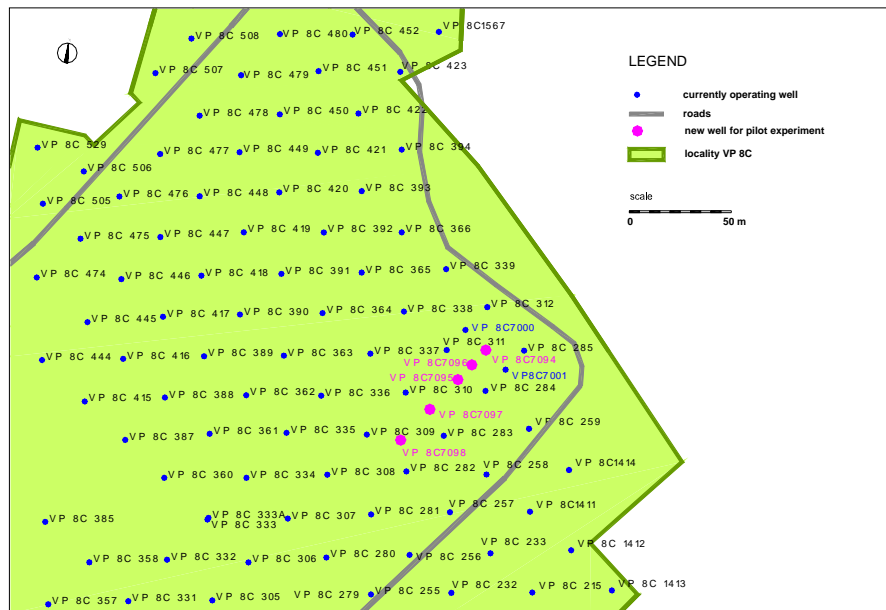 VP 8C1567
VP 8C 452
VP 8C 480
VP 8C 508
VP 8C 423
VP 8C 451
VP 8C 479
VP 8C 507
VP 8C 422
VP 8C 450
VP 8C 478
VP 8C 529
VP 8C 394
VP 8C 421
VP 8C 449
VP 8C 477
VP 8C 506
VP 8C 393
VP 8C 420
VP 8C 448
VP 8C 476
VP 8C 505
VP 8C 366
VP 8C 392
VP 8C 419
VP 8C 447
VP 8C 475
VP 8C 339
VP 8C 365
VP 8C 391
VP 8C 418
VP 8C 446
VP 8C 474
VP 8C 312
VP 8C 338
VP 8C 364
VP 8C 390
VP 8C 417
VP 8C 445
VP 8C7000
VP 8C 311
VP 8C 285
VP 8C 337
VP 8C 363
VP 8C 389
VP 8C 416
VP 8C 444
VP 8C7094
VP 8C7096
VP8C7001
VP 8C7095
VP 8C 284
VP 8C 310
VP 8C 336
VP 8C 362
VP 8C 388
VP 8C 415
VP 8C7097
VP 8C 259
VP 8C 283
VP 8C 309
VP 8C 335
VP 8C 361
VP 8C 387
VP 8C7098
VP 8C1414
VP 8C 258
VP 8C 282
VP 8C 308
VP 8C 334
VP 8C 360
VP 8C1411
VP 8C 257
VP 8C 281
VP 8C 307
VP 8C 333A
VP 8C 333
VP 8C 385
VP 8C 1412
VP 8C 233
VP 8C 256
VP 8C 280
VP 8C 306
VP 8C 332
VP 8C 358
VP 8C 1413
VP 8C 215
VP 8C 232
VP 8C 255
VP 8C 279
VP 8C 305
VP 8C 331
VP 8C 357
LEGEND
currently operating well
roads
new well for pilot experiment
locality VP 8C
scale
0 50 m